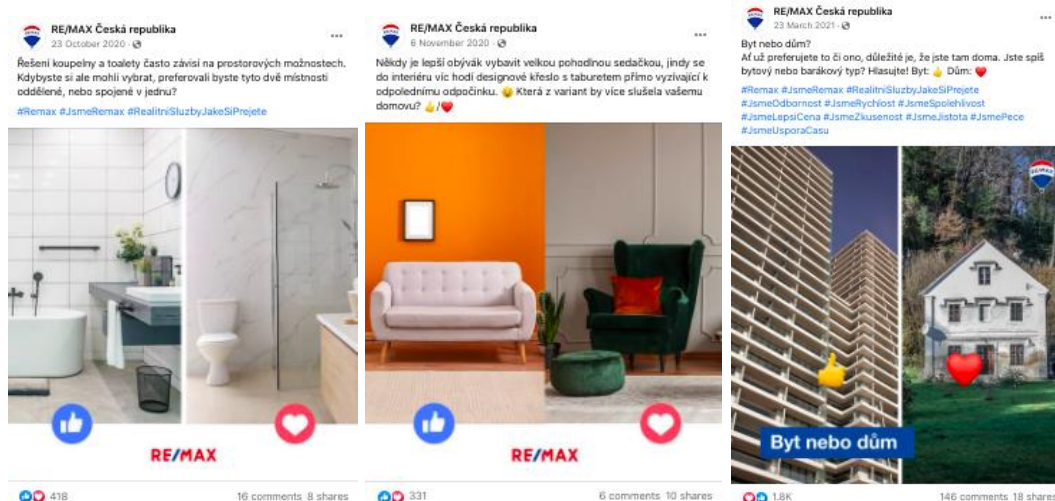 RE/MAX Česká republika
23 October 2020 ·
Řešení koupelny a toalety často závisí na prostorových možnostech.
Kdybyste si ale mohli vybrat, preferovali byste tyto dvě místnosti
oddělené, nebo spojené v jednu?
#Remax #JsmeRemax #RealitniSluzbyJakeSiPrejete
RE/MAX
418
16 comments 8 shares
RE/MAX Česká republika
6 November 2020 ·
Někdy je lepší obývák vybavit velkou pohodlnou sedačkou, jindy se
do interiéru víc hodí designové křeslo s taburetem přímo vyzívající k
odpolednímu odpočinku. 😉 Která z variant by více slušela vašemu
domovu? 👍/❤️
RE/MAX
331
6 comments 10 shares
RE/MAX Česká republika
23 March 2021 ·
Byt nebo dům?
Ať už preferujete to či ono, důležité je, že jste tam doma. Jste spíš
bytový nebo barákový typ? Hlasujte! Byt: 👍 Dům: ❤️
#Remax #JsmeRemax #RealitniSluzbyJakeSiPrejete
#JsmeOdbornost #JsmeRychlost #JsmeSpolehlivost
#JsmeLepsiCena #JsmeZkusenost #JsmeJistota #JsmePece
#JsmeUsporaCasu
RE/MAX
Byt nebo dům
1.8K
146 comments 18 shares